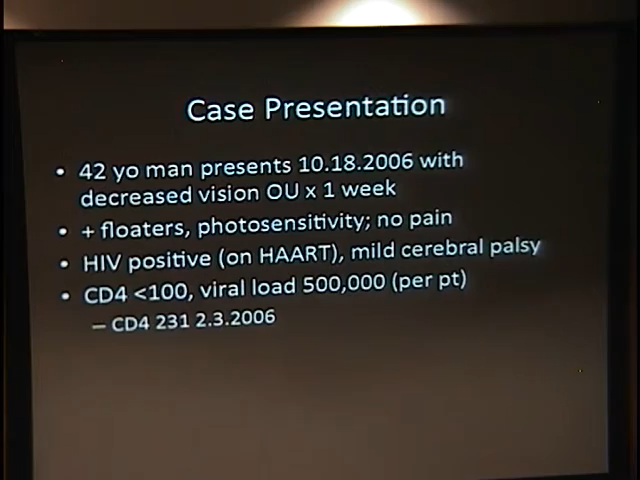 Case Presentation
• 42 yo man presents 10.18.2006 with
decreased vision OU x 1 week
• + floaters, photosensitivity; no pain
• HIV positive (on HAART), mild cerebral palsy
• CD4 <100, viral load 500,000 (per pt)
– CD4 231 2.3.2006